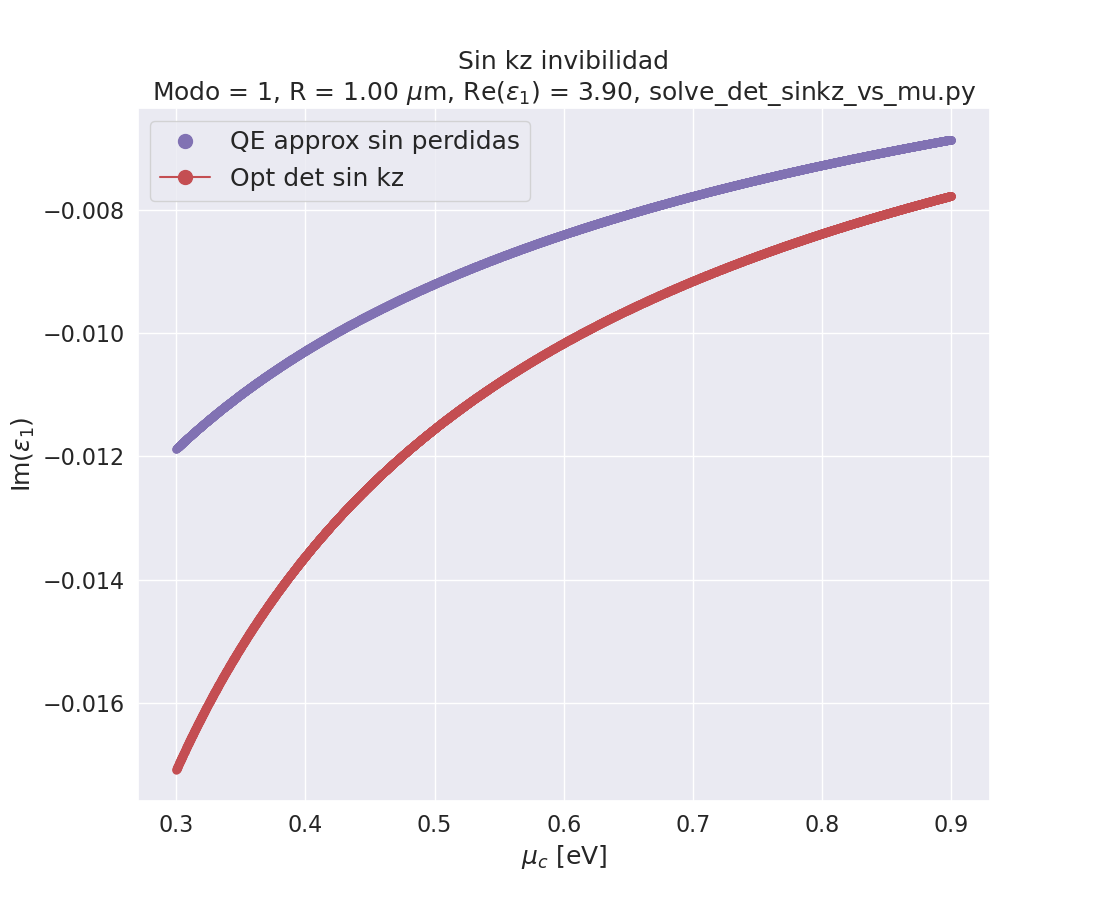 Sin kz invibilidad
Modo = 1, R = 1.00 μm, Re(ε₁) = 3.90, solve_det_sinkz_vs_mu.py
QE approx sin perdidas
Opt det sin kz
−0.008
−0.010
−0.012
−0.014
−0.016
Im(ε₁)
0.3 0.4 0.5 0.6 0.7 0.8 0.9
μ_c [eV]